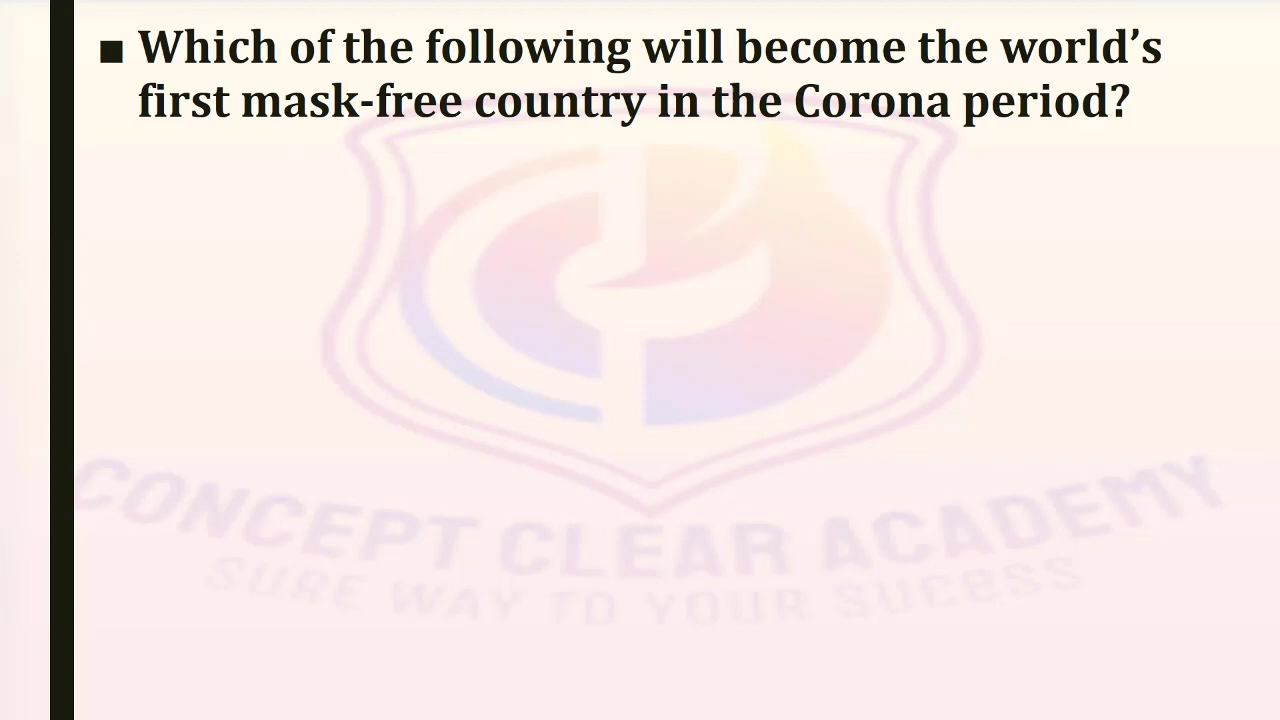 ▪ Which of the following will become the world’s
first mask-free country in the Corona period?
CONCEPT CLEAR ACADEMY
SURE WAY TO YOUR SUCESS